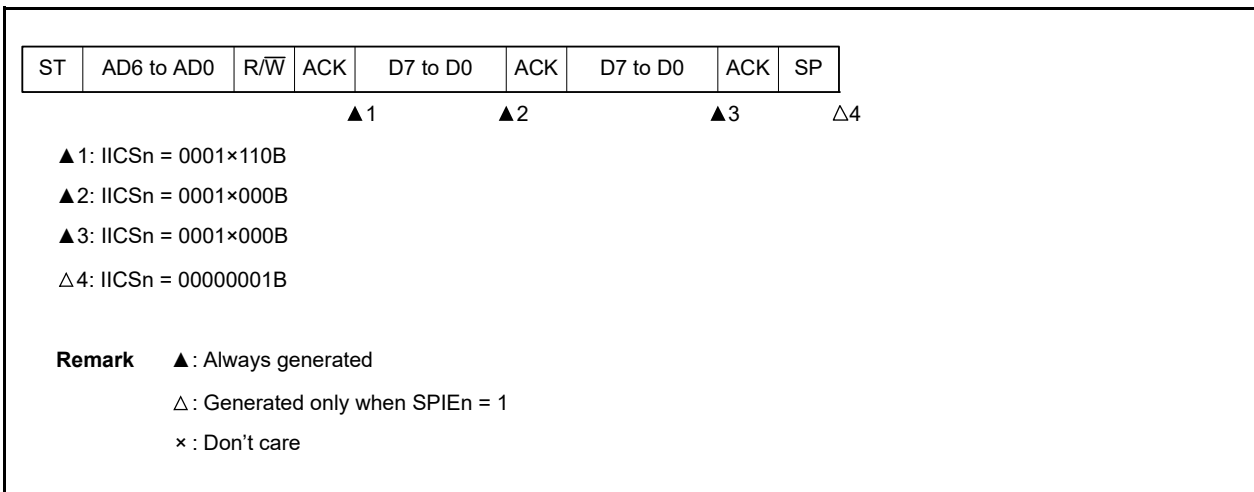 ST AD6 to AD0 R/W̅ ACK D7 to D0 ACK D7 to D0 ACK SP
▲1 ▲2 ▲3 △4
▲1: IICSn = 0001×110B
▲2: IICSn = 0001×000B
▲3: IICSn = 0001×000B
△4: IICSn = 00000001B
Remark ▲: Always generated
△: Generated only when SPIEn = 1
×: Don’t care